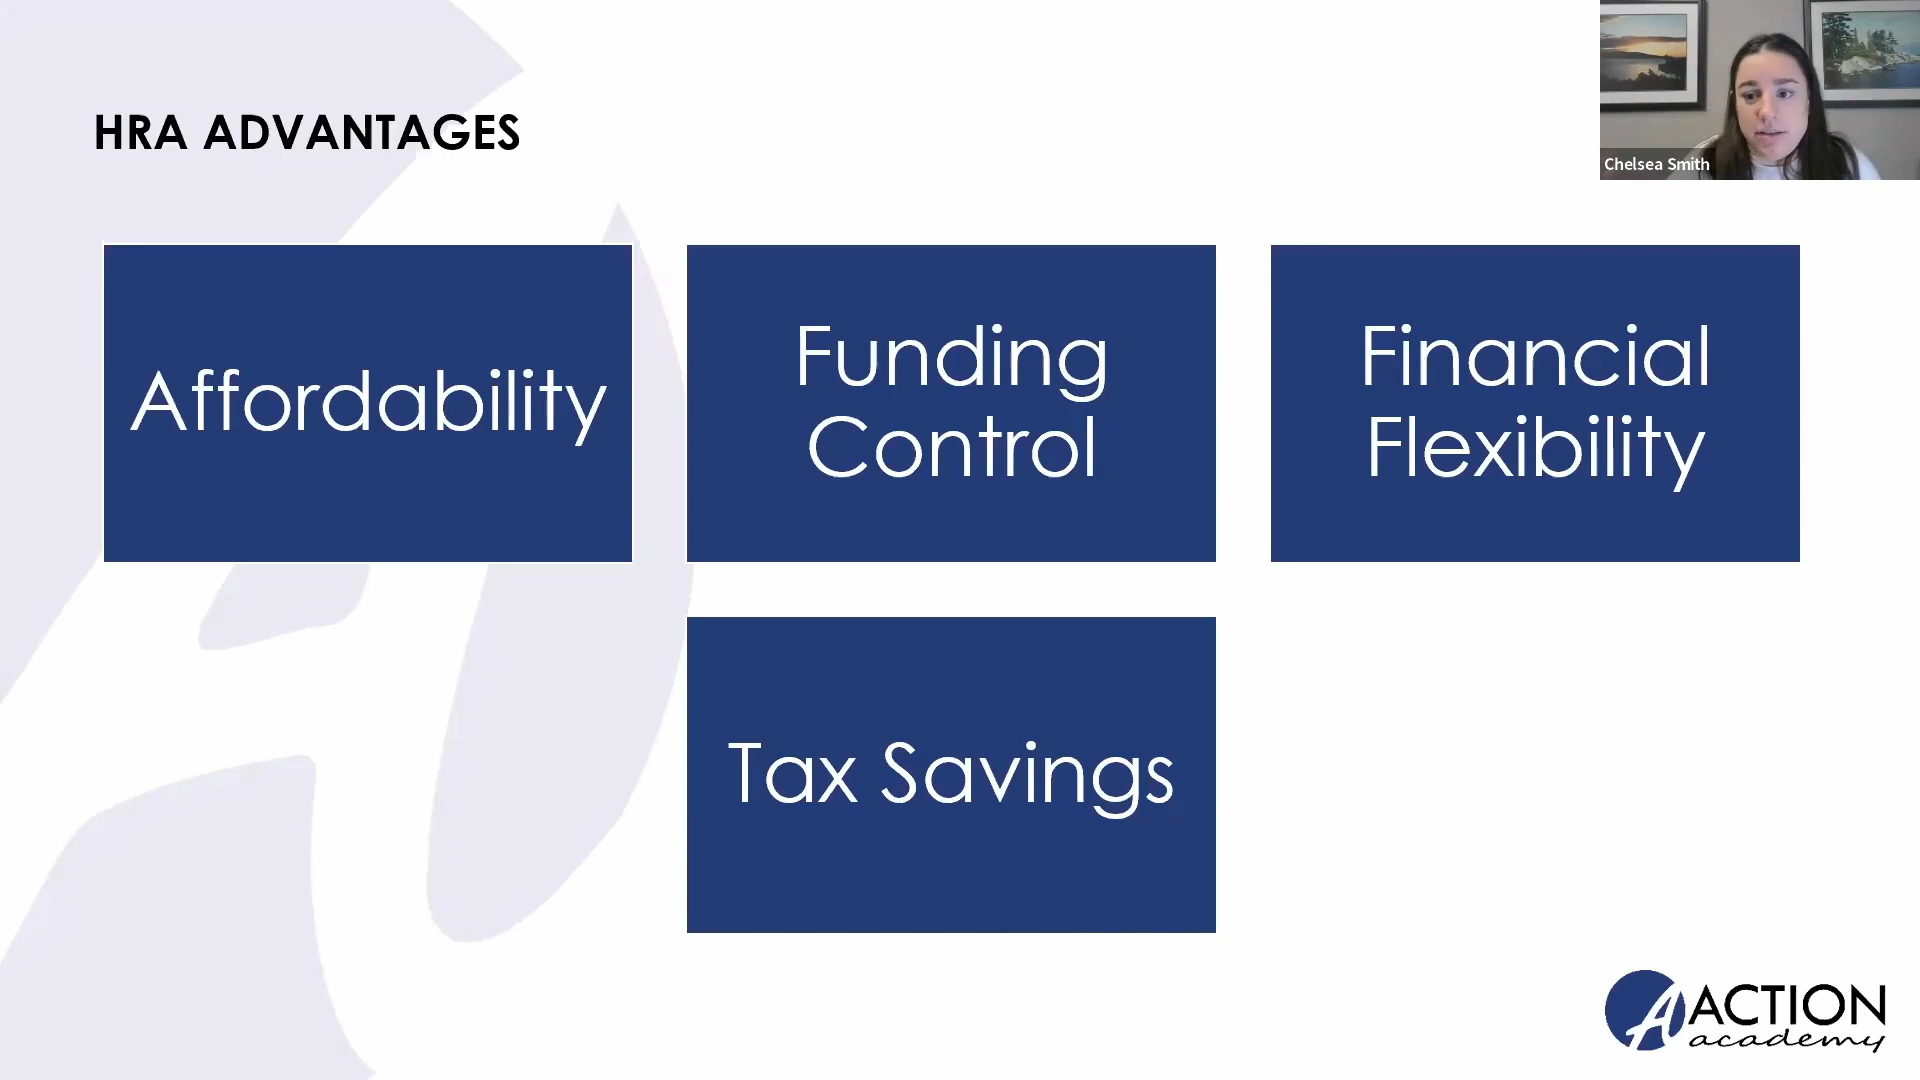 HRA ADVANTAGES
Chelsea Smith
Affordability
Funding
Control
Financial
Flexibility
Tax Savings
ACTION
academy